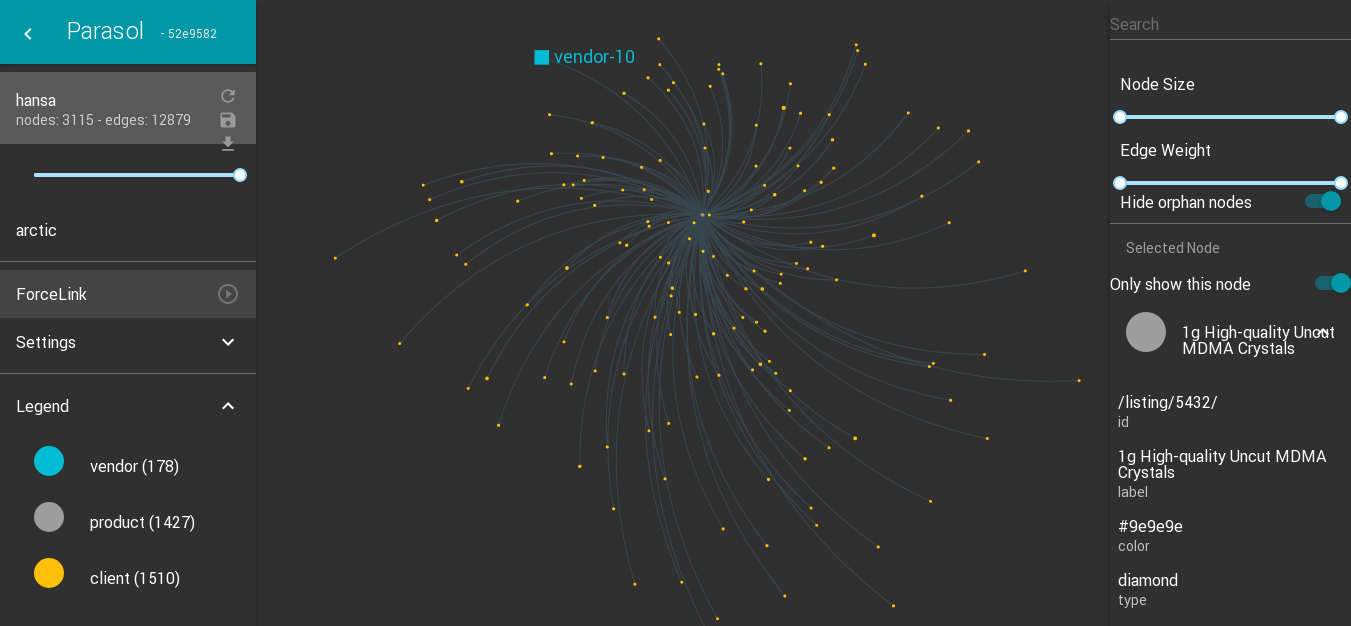 Parasol - 52e9582
hansa
nodes: 3115 - edges: 12879
arctic
ForceLink
Settings
Legend
vendor (178)
product (1427)
client (1510)
vendor-10
Search
Node Size
Edge Weight
Hide orphan nodes
Selected Node
Only show this node
1g High-quality Uncut
MDMA Crystals
/listing/5432/
id
1g High-quality Uncut MDMA
Crystals
label
#9e9e9e
color
diamond
type